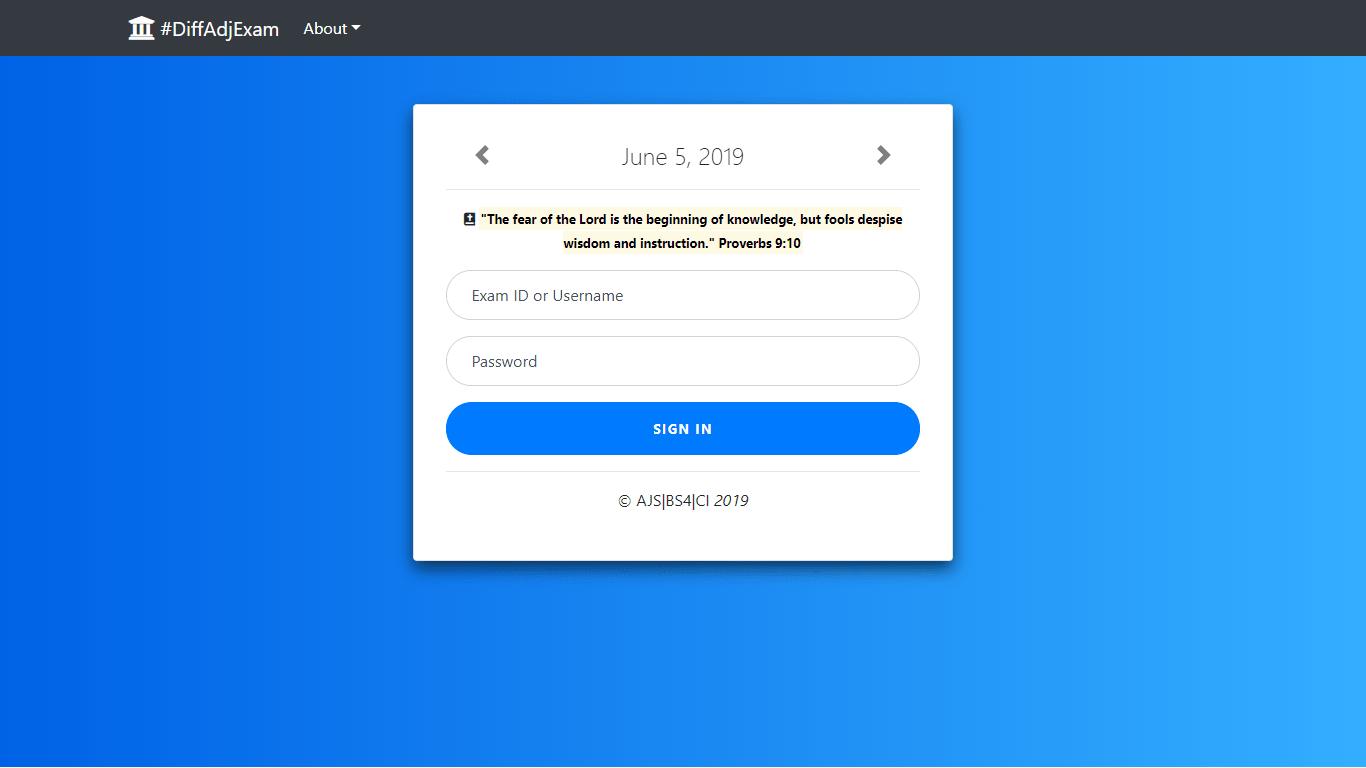 #DiffAdjExam About
June 5, 2019
"The fear of the Lord is the beginning of knowledge, but fools despise
wisdom and instruction." Proverbs 9:10
Exam ID or Username
Password
SIGN IN
© AJS|BS4|CI 2019